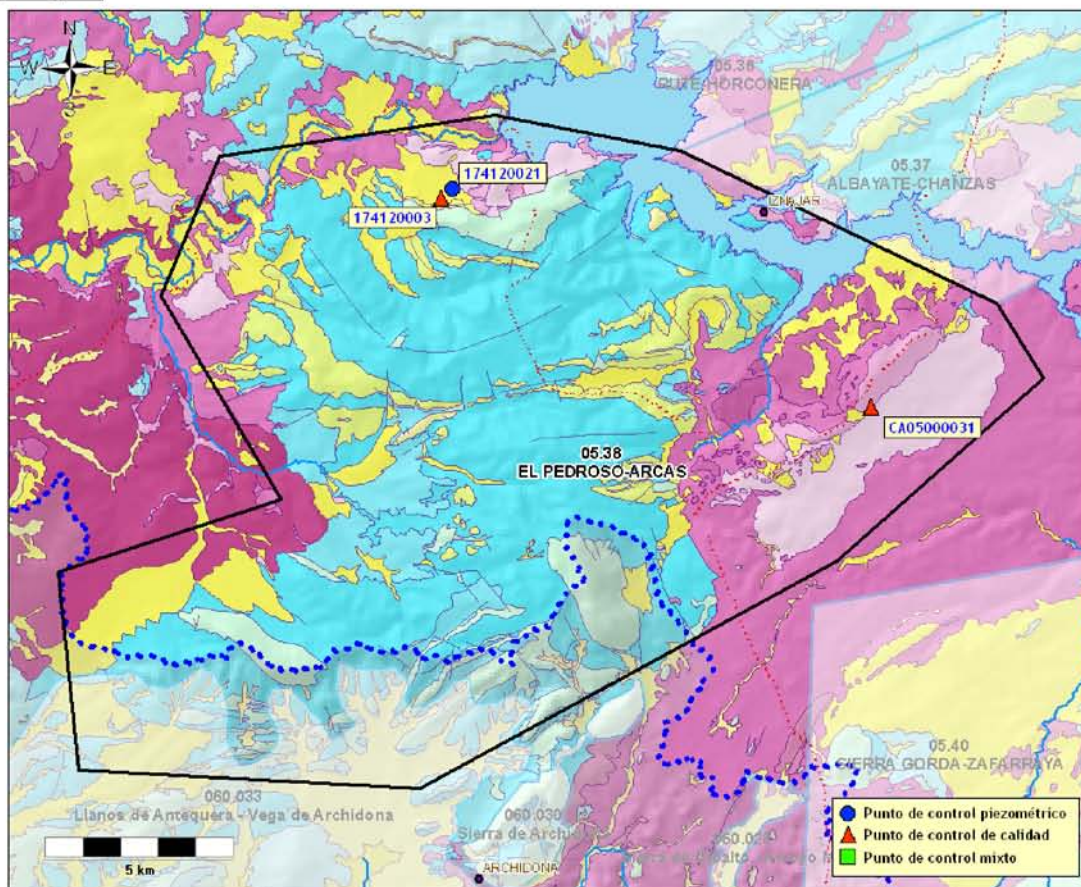 N
W
E
S
05.36
RUTE-HORCONERA
174120021
05.37
ALBAYATE-CHANZAS
174120003
IZNAJAR
CA05000031
05.38
EL PEDROSO-ARCAS
05.40
SIERRA GORDA-ZAFARRAYA
060.033
Llanos de Antequera - Vega de Archidona
060.030
Sierra de Archidona
5 km
ARCHIDONA
Punto de control piezométrico
Punto de control de calidad
Punto de control mixto